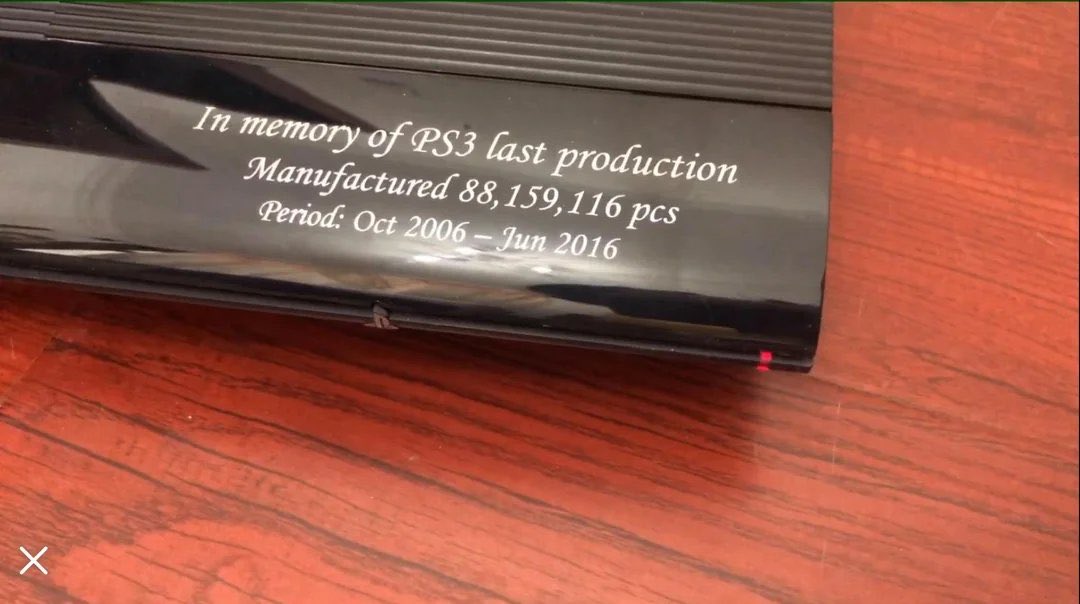 In memory of PS3 last production
Manufactured 88,159,116 pcs
Period: Oct 2006 – Jun 2016